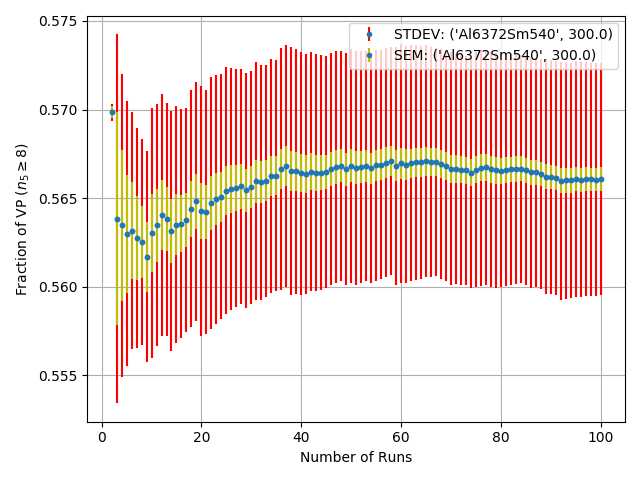 0.575
0.570
0.565
0.560
0.555
Fraction of VP (n₅ ≥ 8)
STDEV: ('Al6372Sm540', 300.0)
SEM: ('Al6372Sm540', 300.0)
0 20 40 60 80 100
Number of Runs